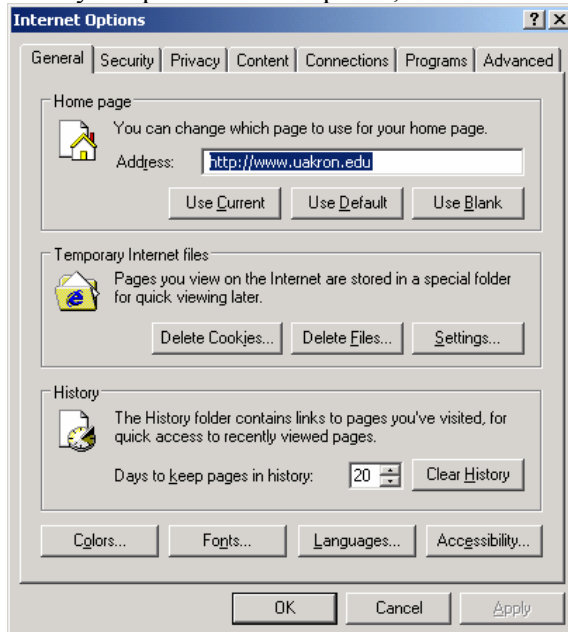 Internet Options
General Security Privacy Content Connections Programs Advanced
Home page
You can change which page to use for your home page.
Address: http://www.uakron.edu
Use Current Use Default Use Blank
Temporary Internet files
Pages you view on the Internet are stored in a special folder
for quick viewing later.
Delete Cookies... Delete Files... Settings...
History
The History folder contains links to pages you've visited, for
quick access to recently viewed pages.
Days to keep pages in history: 20 Clear History
Colors... Fonts... Languages... Accessibility...
OK Cancel Apply